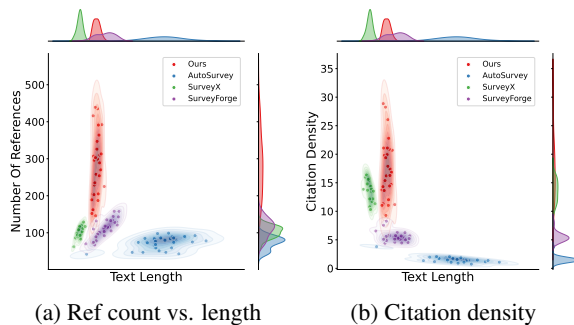 Number Of References
500
400
300
200
100
Ours
AutoSurvey
SurveyX
SurveyForge
Text Length
(a) Ref count vs. length
Citation Density
35
30
25
20
15
10
5
0
Ours
AutoSurvey
SurveyX
SurveyForge
Text Length
(b) Citation density